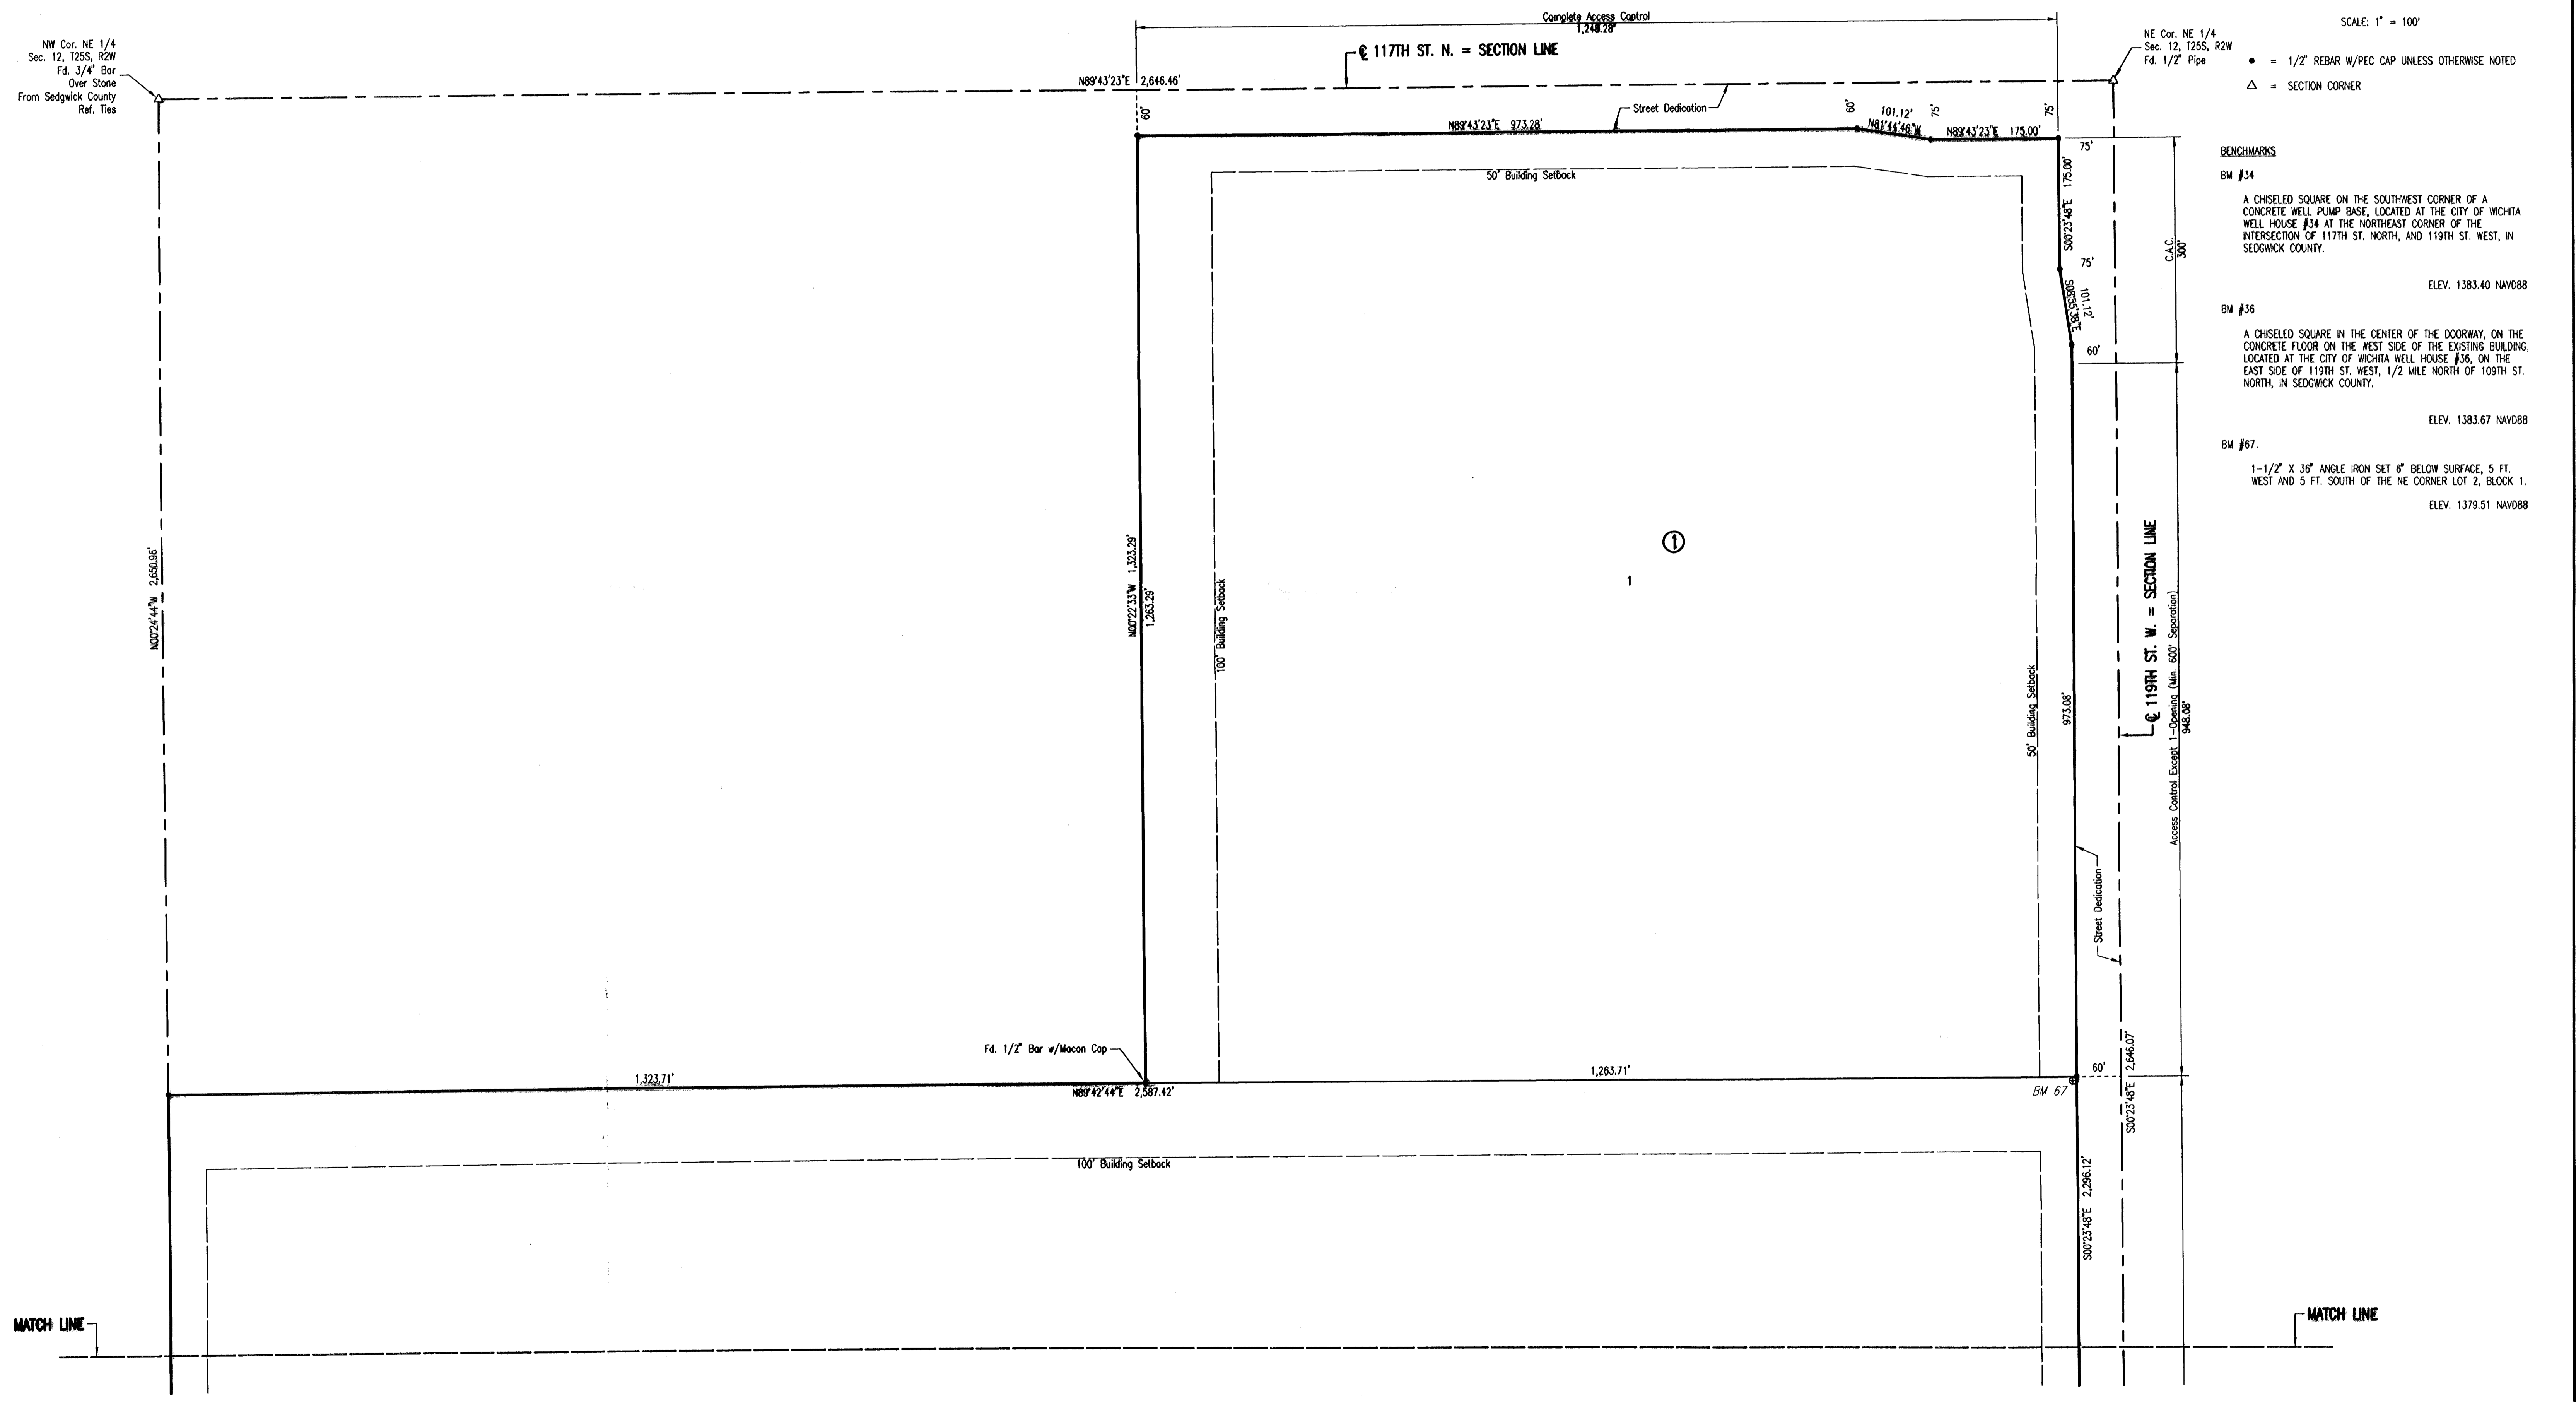 Complete Access Control
1,248.28'
SCALE: 1" = 100'
NW Cor. NE 1/4
Sec. 12, T25S, R2W
Fd. 3/4" Bar
Over Stone
From Sedgwick County
Ref. Ties
℄ 117TH ST. N. = SECTION LINE
N89°43'23"E 2,646.46'
NE Cor. NE 1/4
Sec. 12, T25S, R2W
Fd. 1/2" Pipe
● = 1/2" REBAR W/PEC CAP UNLESS OTHERWISE NOTED
△ = SECTION CORNER
60'
Street Dedication
60'
101.12'
N81°44'46"W
75'
75'
N89°43'23"E 973.28'
N89°43'23"E 175.00'
75'
50' Building Setback
S00°23'48"E 175.00'
75'
S08°55'38"E
101.12'
60'
C.A.C.
300'
BENCHMARKS
BM #34
A CHISELED SQUARE ON THE SOUTHWEST CORNER OF A
CONCRETE WELL PUMP BASE, LOCATED AT THE CITY OF WICHITA
WELL HOUSE #34 AT THE NORTHEAST CORNER OF THE
INTERSECTION OF 117TH ST. NORTH, AND 119TH ST. WEST, IN
SEDGWICK COUNTY.
ELEV. 1383.40 NAVD88
BM #36
A CHISELED SQUARE IN THE CENTER OF THE DOORWAY, ON THE
CONCRETE FLOOR ON THE WEST SIDE OF THE EXISTING BUILDING,
LOCATED AT THE CITY OF WICHITA WELL HOUSE #36, ON THE
EAST SIDE OF 119TH ST. WEST, 1/2 MILE NORTH OF 109TH ST.
NORTH, IN SEDGWICK COUNTY.
ELEV. 1383.67 NAVD88
BM #67.
1-1/2" X 36" ANGLE IRON SET 6" BELOW SURFACE, 5 FT.
WEST AND 5 FT. SOUTH OF THE NE CORNER LOT 2, BLOCK 1.
ELEV. 1379.51 NAVD88
N00°24'44"W 2,650.96'
N00°22'33"W 1,323.29'
1,263.29'
100' Building Setback
1
1
50' Building Setback
973.08'
℄ 119TH ST. W. = SECTION LINE
Access Control Except 1-Opening (Min. 600' Separation)
948.08'
Street Dedication
Fd. 1/2" Bar w/Macon Cap
1,323.71'
N89°42'44"E 2,587.42'
1,263.71'
60'
BM 67
S00°23'48"E 2,646.07'
S00°23'48"E 2,296.12'
100' Building Setback
MATCH LINE
MATCH LINE